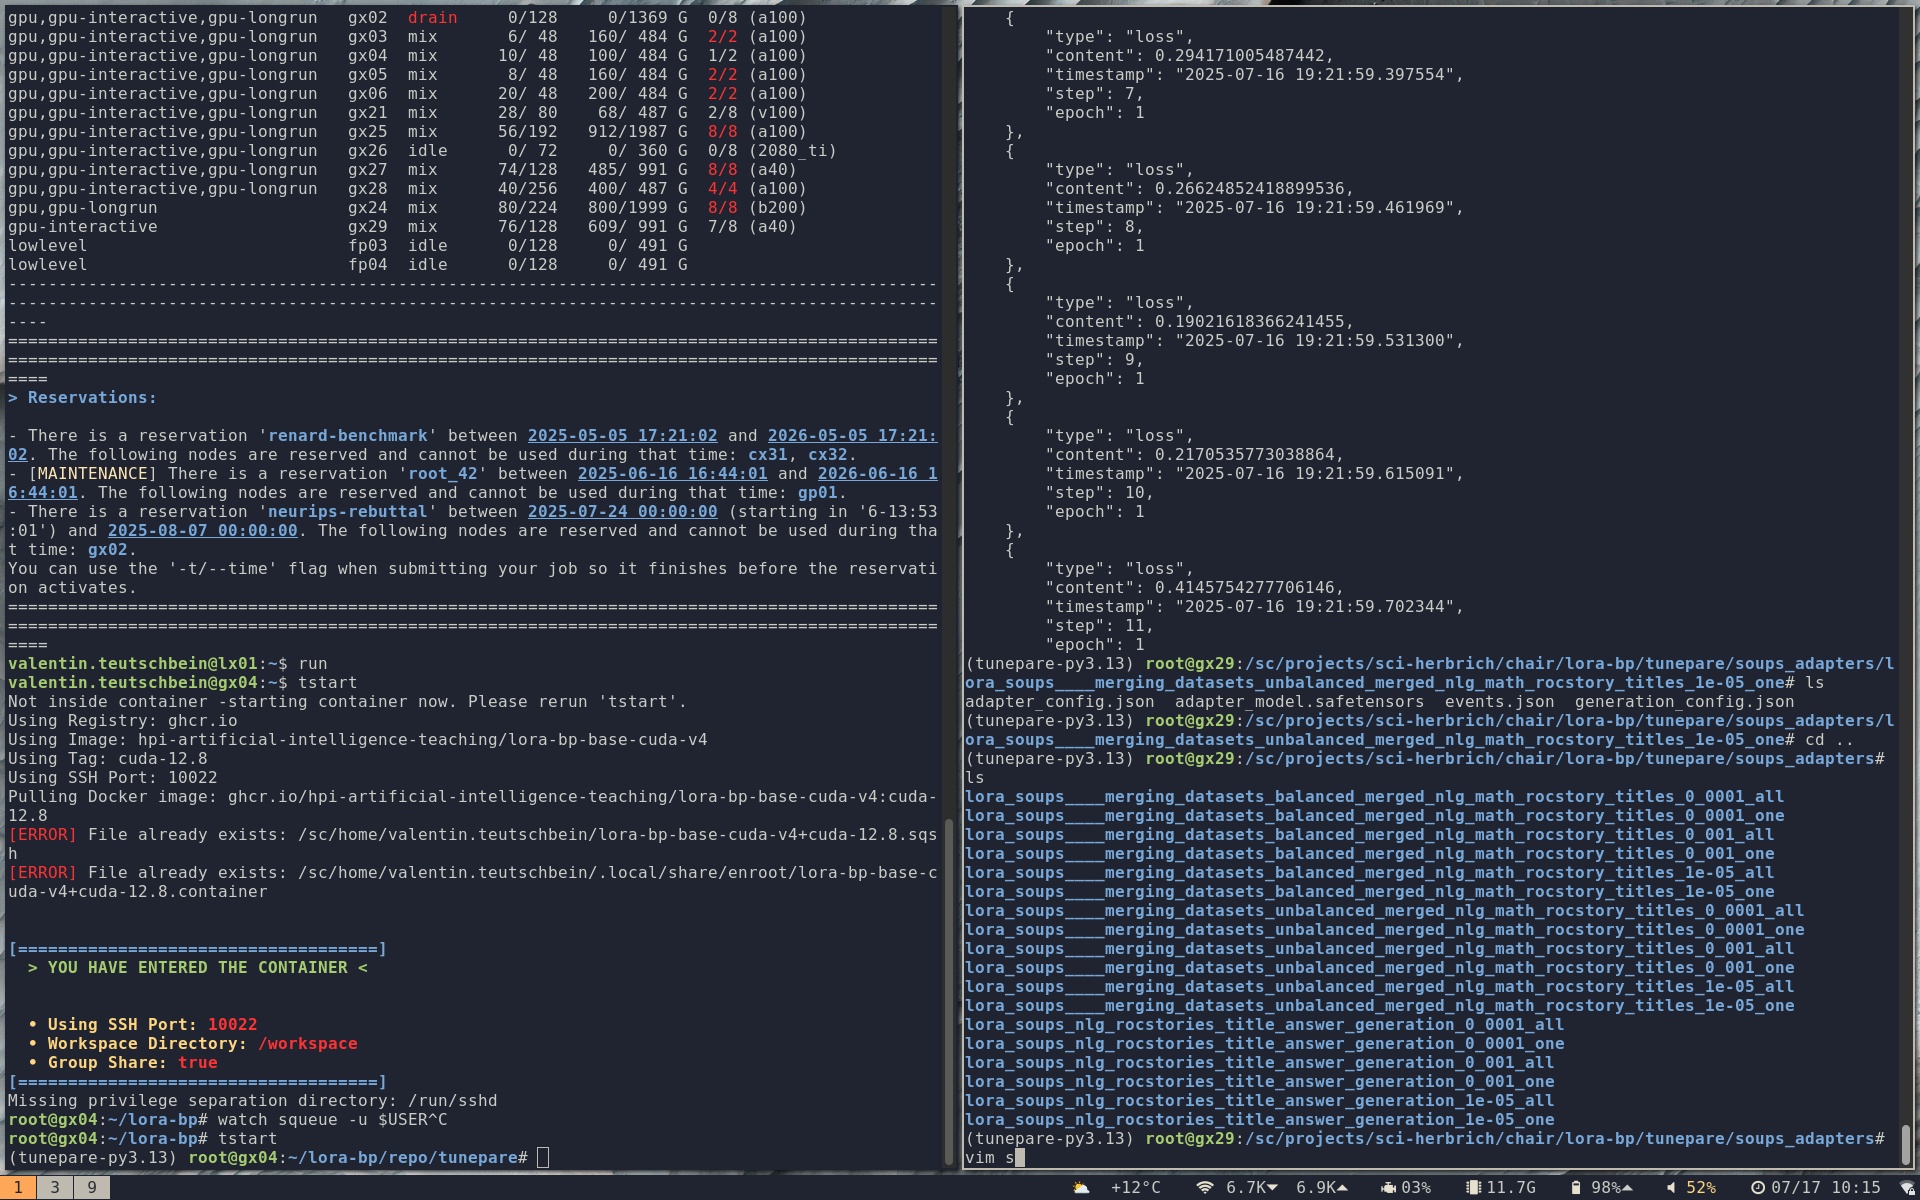 gpu,gpu-interactive,gpu-longrun   gx02  drain     0/128     0/1369 G  0/8 (a100)
gpu,gpu-interactive,gpu-longrun   gx03  mix       6/ 48   160/ 484 G  2/2 (a100)
gpu,gpu-interactive,gpu-longrun   gx04  mix      10/ 48   100/ 484 G  1/2 (a100)
gpu,gpu-interactive,gpu-longrun   gx05  mix       8/ 48   160/ 484 G  2/2 (a100)
gpu,gpu-interactive,gpu-longrun   gx06  mix      20/ 48   200/ 484 G  2/2 (a100)
gpu,gpu-interactive,gpu-longrun   gx21  mix      28/ 80    68/ 487 G  2/8 (v100)
gpu,gpu-interactive,gpu-longrun   gx25  mix      56/192   912/1987 G  8/8 (a100)
gpu,gpu-interactive,gpu-longrun   gx26  idle      0/ 72     0/ 360 G  0/8 (2080_ti)
gpu,gpu-interactive,gpu-longrun   gx27  mix      74/128   485/ 991 G  8/8 (a40)
gpu,gpu-interactive,gpu-longrun   gx28  mix      40/256   400/ 487 G  4/4 (a100)
gpu,gpu-longrun                   gx24  mix      80/224   800/1999 G  8/8 (b200)
gpu-interactive                   gx29  mix      76/128   609/ 991 G  7/8 (a40)
lowlevel                          fp03  idle      0/128     0/ 491 G
lowlevel                          fp04  idle      0/128     0/ 491 G
---------------------------------------------------------------------------------------------
---------------------------------------------------------------------------------------------
----
=============================================================================================
=============================================================================================
====
> Reservations:
- There is a reservation 'renard-benchmark' between 2025-05-05 17:21:02 and 2026-05-05 17:21:
02. The following nodes are reserved and cannot be used during that time: cx31, cx32.
- [MAINTENANCE] There is a reservation 'root_42' between 2025-06-16 16:44:01 and 2026-06-16 1
6:44:01. The following nodes are reserved and cannot be used during that time: gp01.
- There is a reservation 'neurips-rebuttal' between 2025-07-24 00:00:00 (starting in '6-13:53
:01') and 2025-08-07 00:00:00. The following nodes are reserved and cannot be used during tha
t time: gx02.
You can use the '-t/--time' flag when submitting your job so it finishes before the reservati
on activates.
=============================================================================================
=============================================================================================
====
valentin.teutschbein@lx01:~$ run
valentin.teutschbein@gx04:~$ tstart
Not inside container -starting container now. Please rerun 'tstart'.
Using Registry: ghcr.io
Using Image: hpi-artificial-intelligence-teaching/lora-bp-base-cuda-v4
Using Tag: cuda-12.8
Using SSH Port: 10022
Pulling Docker image: ghcr.io/hpi-artificial-intelligence-teaching/lora-bp-base-cuda-v4:cuda-
12.8
[ERROR] File already exists: /sc/home/valentin.teutschbein/lora-bp-base-cuda-v4+cuda-12.8.sqs
h
[ERROR] File already exists: /sc/home/valentin.teutschbein/.local/share/enroot/lora-bp-base-c
uda-v4+cuda-12.8.container
[====================================]
> YOU HAVE ENTERED THE CONTAINER <
• Using SSH Port: 10022
• Workspace Directory: /workspace
• Group Share: true
[====================================]
Missing privilege separation directory: /run/sshd
root@gx04:~/lora-bp# watch squeue -u $USER^C
root@gx04:~/lora-bp# tstart
(tunepare-py3.13) root@gx04:~/lora-bp/repo/tunepare#
{
"type": "loss",
"content": 0.294171005487442,
"timestamp": "2025-07-16 19:21:59.397554",
"step": 7,
"epoch": 1
},
{
"type": "loss",
"content": 0.26624852418899536,
"timestamp": "2025-07-16 19:21:59.461969",
"step": 8,
"epoch": 1
},
{
"type": "loss",
"content": 0.19021618366241455,
"timestamp": "2025-07-16 19:21:59.531300",
"step": 9,
"epoch": 1
},
{
"type": "loss",
"content": 0.2170535773038864,
"timestamp": "2025-07-16 19:21:59.615091",
"step": 10,
"epoch": 1
},
{
"type": "loss",
"content": 0.4145754277706146,
"timestamp": "2025-07-16 19:21:59.702344",
"step": 11,
"epoch": 1
(tunepare-py3.13) root@gx29:/sc/projects/sci-herbrich/chair/lora-bp/tunepare/soups_adapters/l
ora_soups____merging_datasets_unbalanced_merged_nlg_math_rocstory_titles_1e-05_one# ls
adapter_config.json  adapter_model.safetensors  events.json  generation_config.json
(tunepare-py3.13) root@gx29:/sc/projects/sci-herbrich/chair/lora-bp/tunepare/soups_adapters/l
ora_soups____merging_datasets_unbalanced_merged_nlg_math_rocstory_titles_1e-05_one# cd ..
(tunepare-py3.13) root@gx29:/sc/projects/sci-herbrich/chair/lora-bp/tunepare/soups_adapters#
ls
lora_soups____merging_datasets_balanced_merged_nlg_math_rocstory_titles_0_0001_all
lora_soups____merging_datasets_balanced_merged_nlg_math_rocstory_titles_0_0001_one
lora_soups____merging_datasets_balanced_merged_nlg_math_rocstory_titles_0_001_all
lora_soups____merging_datasets_balanced_merged_nlg_math_rocstory_titles_0_001_one
lora_soups____merging_datasets_balanced_merged_nlg_math_rocstory_titles_1e-05_all
lora_soups____merging_datasets_balanced_merged_nlg_math_rocstory_titles_1e-05_one
lora_soups____merging_datasets_unbalanced_merged_nlg_math_rocstory_titles_0_0001_all
lora_soups____merging_datasets_unbalanced_merged_nlg_math_rocstory_titles_0_0001_one
lora_soups____merging_datasets_unbalanced_merged_nlg_math_rocstory_titles_0_001_all
lora_soups____merging_datasets_unbalanced_merged_nlg_math_rocstory_titles_0_001_one
lora_soups____merging_datasets_unbalanced_merged_nlg_math_rocstory_titles_1e-05_all
lora_soups____merging_datasets_unbalanced_merged_nlg_math_rocstory_titles_1e-05_one
lora_soups_nlg_rocstories_title_answer_generation_0_0001_all
lora_soups_nlg_rocstories_title_answer_generation_0_0001_one
lora_soups_nlg_rocstories_title_answer_generation_0_001_all
lora_soups_nlg_rocstories_title_answer_generation_0_001_one
lora_soups_nlg_rocstories_title_answer_generation_1e-05_all
lora_soups_nlg_rocstories_title_answer_generation_1e-05_one
(tunepare-py3.13) root@gx29:/sc/projects/sci-herbrich/chair/lora-bp/tunepare/soups_adapters#
vim s
1 3 9 +12°C 6.7K 6.9K 03% 11.7G 98% 52% 07/17 10:15